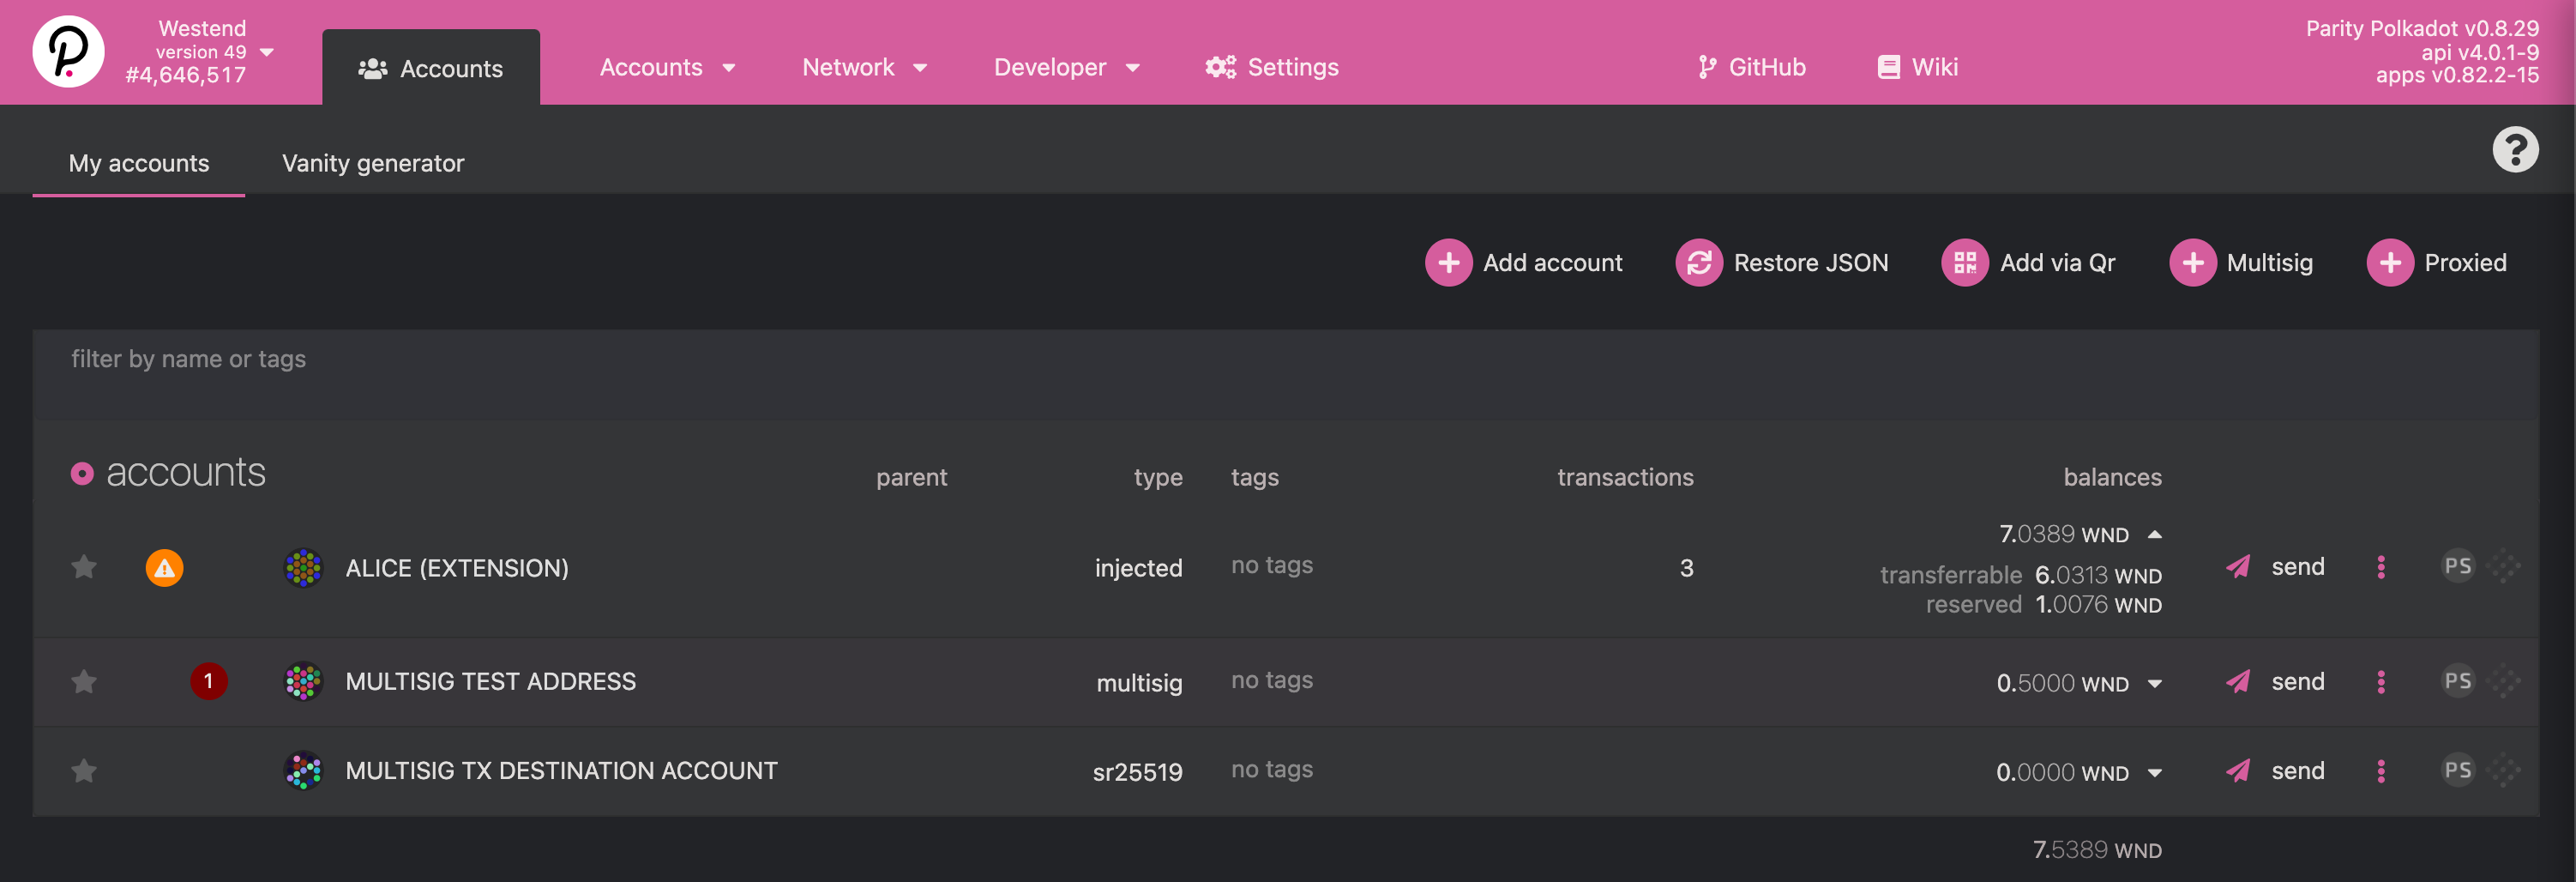 Westend
version 49
#4,646,517
Accounts
Accounts
Network
Developer
Settings
GitHub
Wiki
Parity Polkadot v0.8.29
api v4.0.1-9
apps v0.82.2-15
My accounts
Vanity generator
?
Add account
Restore JSON
Add via Qr
Multisig
Proxied
filter by name or tags
accounts parent type tags transactions balances
ALICE (EXTENSION) injected no tags 3 7.0389 WND send PS
transferrable 6.0313 WND
reserved 1.0076 WND
1 MULTISIG TEST ADDRESS multisig no tags 0.5000 WND send PS
MULTISIG TX DESTINATION ACCOUNT sr25519 no tags 0.0000 WND send PS
7.5389 WND